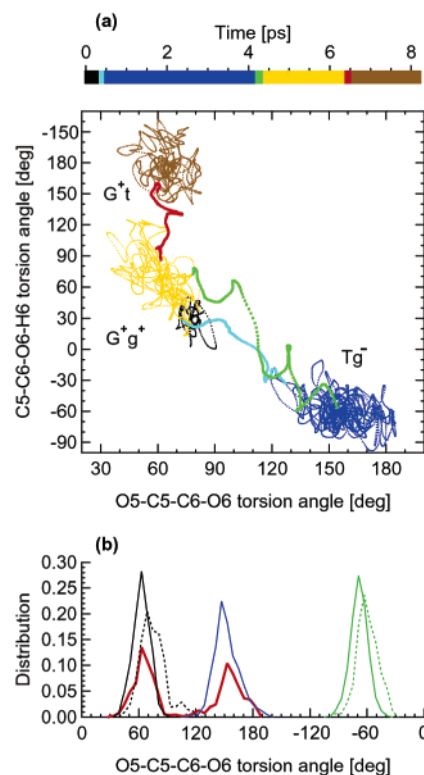 (a)
Time [ps]
0 2 4 6 8
C5-C6-O6-H6 torsion angle [deg]
-150
180
150
120
90
60
30
0
-30
-60
-90
G+t
G+g+
Tg-
30 60 90 120 150 180
O5-C5-C6-O6 torsion angle [deg]
(b)
Distribution
0.30
0.25
0.20
0.15
0.10
0.05
0.00
0 60 120 180 -120 -60 0
O5-C5-C6-O6 torsion angle [deg]